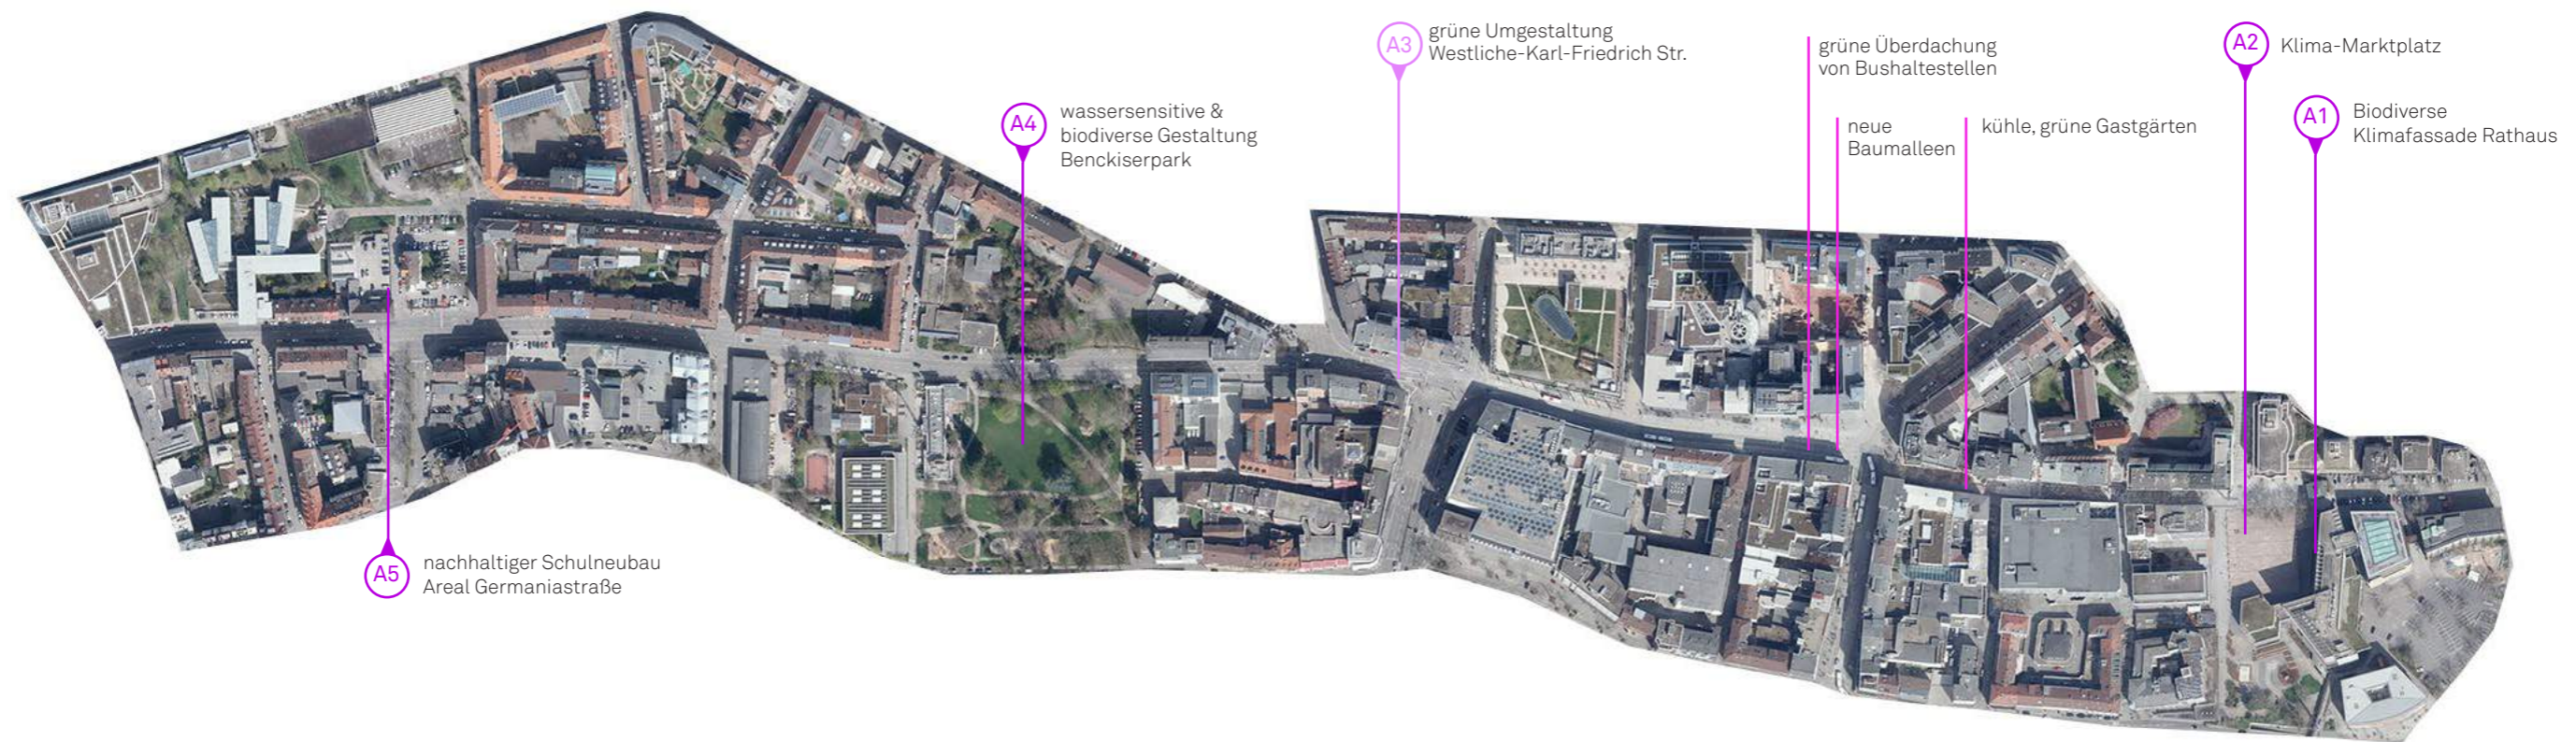 A3
grüne Umgestaltung
Westliche-Karl-Friedrich Str.
grüne Überdachung
von Bushaltestellen
A2
Klima-Marktplatz
A4
wassersensitive &
biodiverse Gestaltung
Benckiserpark
neue
Baumalleen
kühle, grüne Gastgärten
A1
Biodiverse
Klimafassade Rathaus
A5
nachhaltiger Schulneubau
Areal Germaniastraße